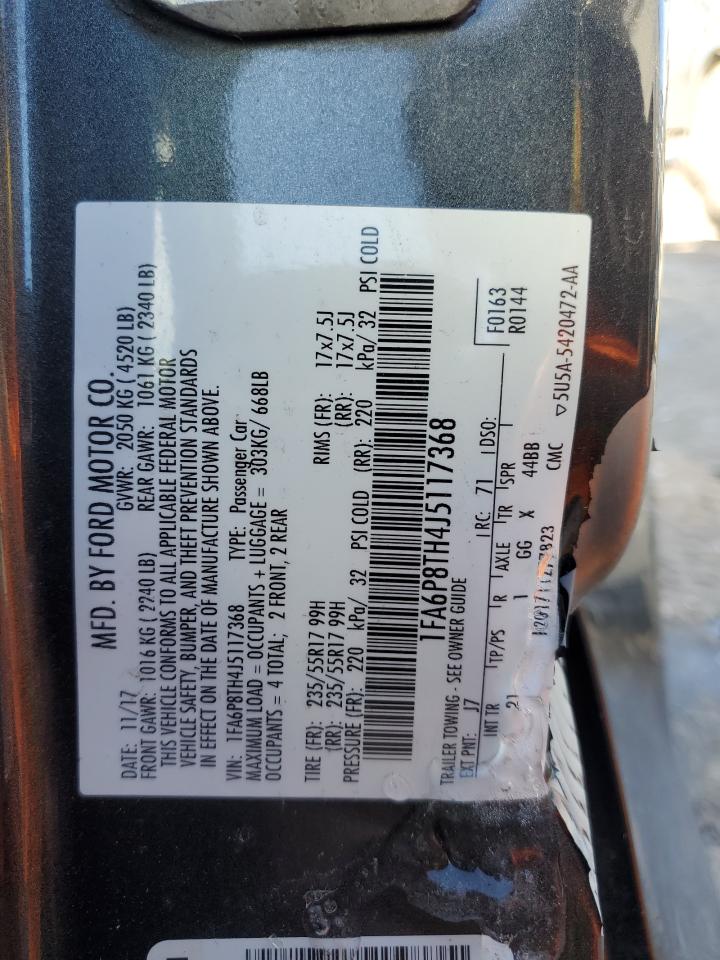 MFD. BY FORD MOTOR CO.
DATE: 11/17 GVWR: 2050 KG ( 4520 LB)
FRONT GAWR: 1016 KG ( 2240 LB) REAR GAWR: 1061 KG ( 2340 LB)
THIS VEHICLE CONFORMS TO ALL APPLICABLE FEDERAL MOTOR
VEHICLE SAFETY, BUMPER, AND THEFT PREVENTION STANDARDS
IN EFFECT ON THE DATE OF MANUFACTURE SHOWN ABOVE.
VIN: 1FA6P8TH4J5117368 TYPE: Passenger Car
MAXIMUM LOAD = OCCUPANTS + LUGGAGE = 303KG/ 668LB
OCCUPANTS = 4 TOTAL; 2 FRONT, 2 REAR
TIRE (FR): 235/55R17 99H RIMS (FR): 17x7.5J
(RR): 235/55R17 99H (RR): 17x7.5J
PRESSURE (FR): 220 kPa/ 32 PSI COLD (RR): 220 kPa/ 32 PSI COLD
1FA6P8TH4J5117368
TRAILER TOWING - SEE OWNER GUIDE
F0163
R0144
EXT PNT: J7 RC: 71 DSO:
INT TR TP/PS R AXLE TR SPR
21 1 GG X 44BB
CMC
▽5U5A-5420472-AA